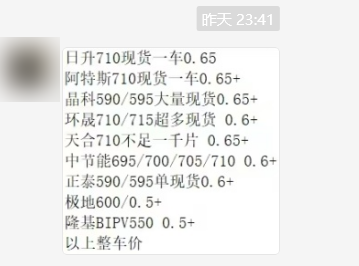 昨天 23:41
日升710现货一车0.65
阿特斯710现货一车0.65+
晶科590/595大量现货0.65+
环晟710/715超多现货 0.6+
天合710不足一千片 0.65+
中节能695/700/705/710 0.6+
正泰590/595单现货0.6+
极地600/0.5+
隆基BIPV550 0.5+
以上整车价